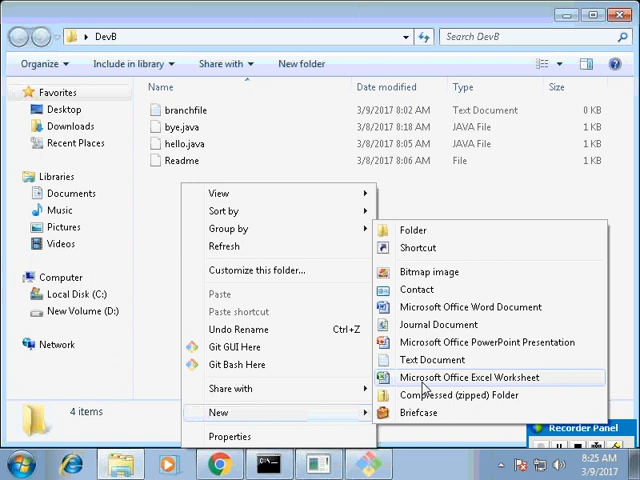 DevB
Search DevB
Organize
Include in library
Share with
New folder
Favorites
Desktop
Downloads
Recent Places
Libraries
Documents
Music
Pictures
Videos
Computer
Local Disk (C:)
New Volume (D:)
Network
Name Date modified Type Size
branchfile 3/9/2017 8:02 AM Text Document 0 KB
bye.java 3/8/2017 8:18 AM JAVA File 1 KB
hello.java 3/8/2017 8:05 AM JAVA File 1 KB
Readme 3/8/2017 8:06 AM File 1 KB
View
Sort by
Group by
Refresh
Customize this folder...
Paste
Paste shortcut
Undo Rename Ctrl+Z
Git GUI Here
Git Bash Here
Share with
New
Properties
Folder
Shortcut
Bitmap image
Contact
Microsoft Office Word Document
Journal Document
Microsoft Office PowerPoint Presentation
Text Document
Microsoft Office Excel Worksheet
Compressed (zipped) Folder
Briefcase
4 items
Recorder Panel
8:25 AM
3/9/2017